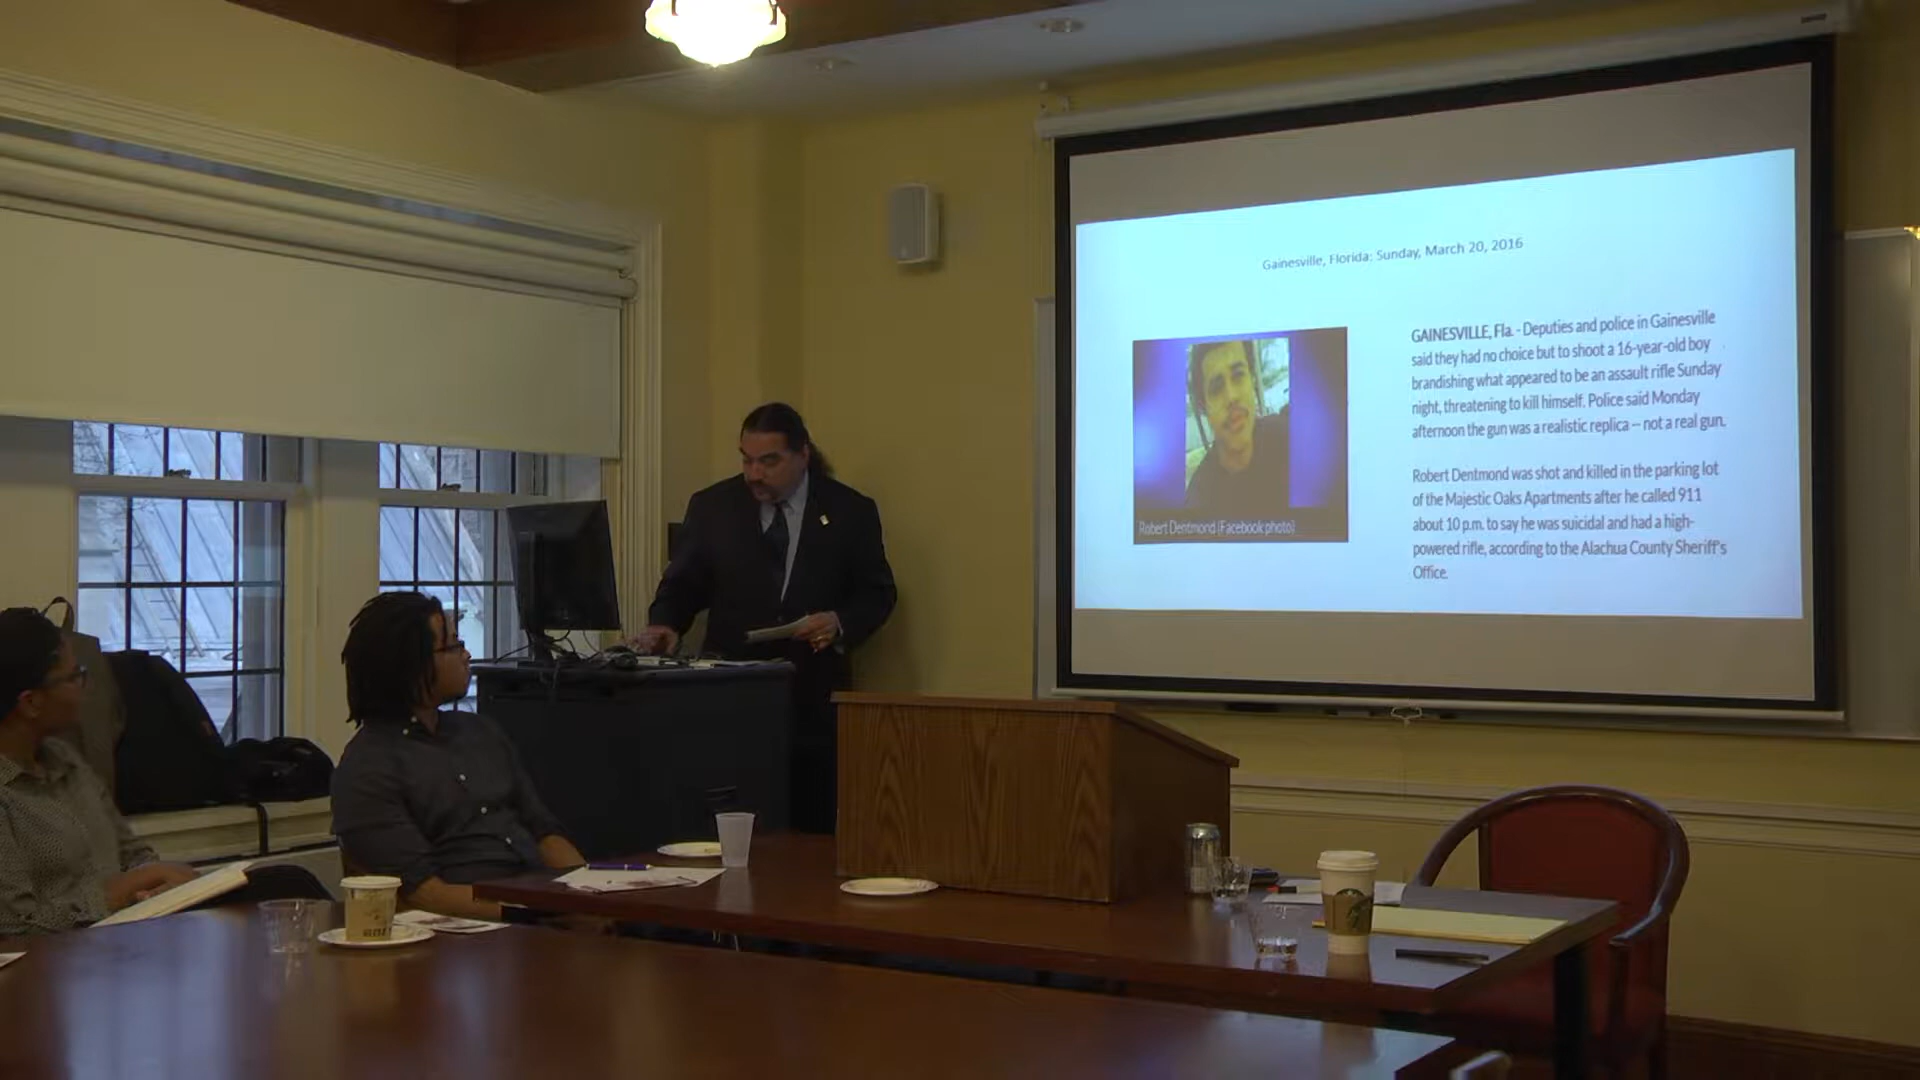 Gainesville, Florida: Sunday, March 20, 2016
GAINESVILLE, Fla. - Deputies and police in Gainesville
said they had no choice but to shoot a 16-year-old boy
brandishing what appeared to be an assault rifle Sunday
night, threatening to kill himself. Police said Monday
afternoon the gun was a realistic replica -- not a real gun.
Robert Dentmond was shot and killed in the parking lot
of the Majestic Oaks Apartments after he called 911
about 10 p.m. to say he was suicidal and had a high-
powered rifle, according to the Alachua County Sheriff's
Office.
Robert Dentmond (Facebook photo)